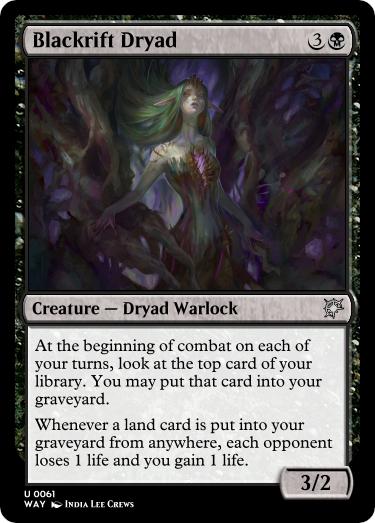 Blackrift Dryad 3
Creature — Dryad Warlock
At the beginning of combat on each of
your turns, look at the top card of your
library. You may put that card into your
graveyard.
Whenever a land card is put into your
graveyard from anywhere, each opponent
loses 1 life and you gain 1 life.
3/2
U 0061
WAY India Lee Crews